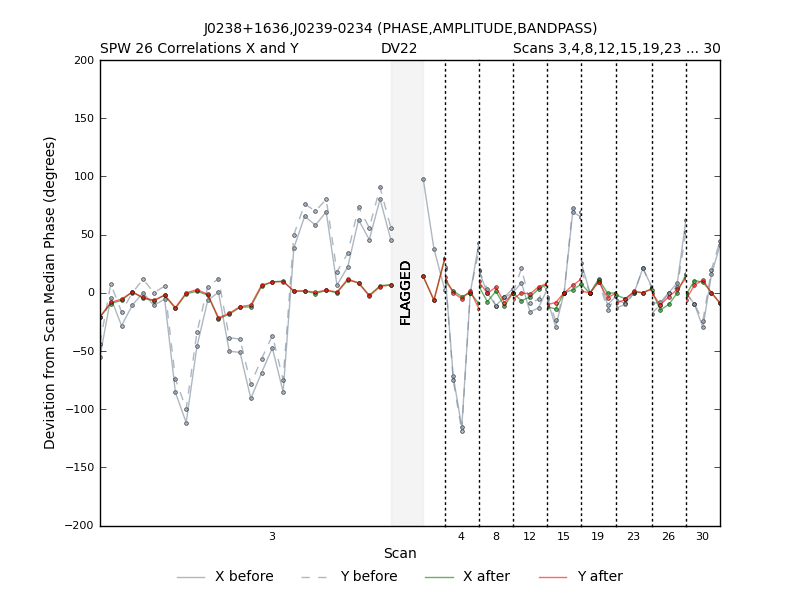 J0238+1636,J0239-0234 (PHASE,AMPLITUDE,BANDPASS)
SPW 26 Correlations X and Y DV22 Scans 3,4,8,12,15,19,23 ... 30
Deviation from Scan Median Phase (degrees)
200
150
100
50
0
−50
−100
−150
−200
FLAGGED
3 4 8 12 15 19 23 26 30
Scan
X before Y before X after Y after